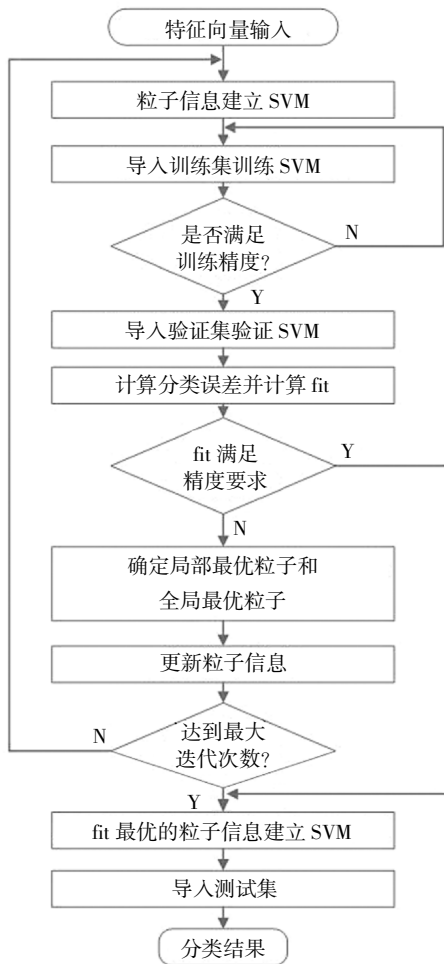 特征向量输入
粒子信息建立 SVM
导入训练集训练 SVM
是否满足
训练精度?
N
Y
导入验证集验证 SVM
计算分类误差并计算 fit
fit 满足
精度要求
Y
N
确定局部最优粒子和
全局最优粒子
更新粒子信息
达到最大
迭代次数?
N
Y
fit 最优的粒子信息建立 SVM
导入测试集
分类结果